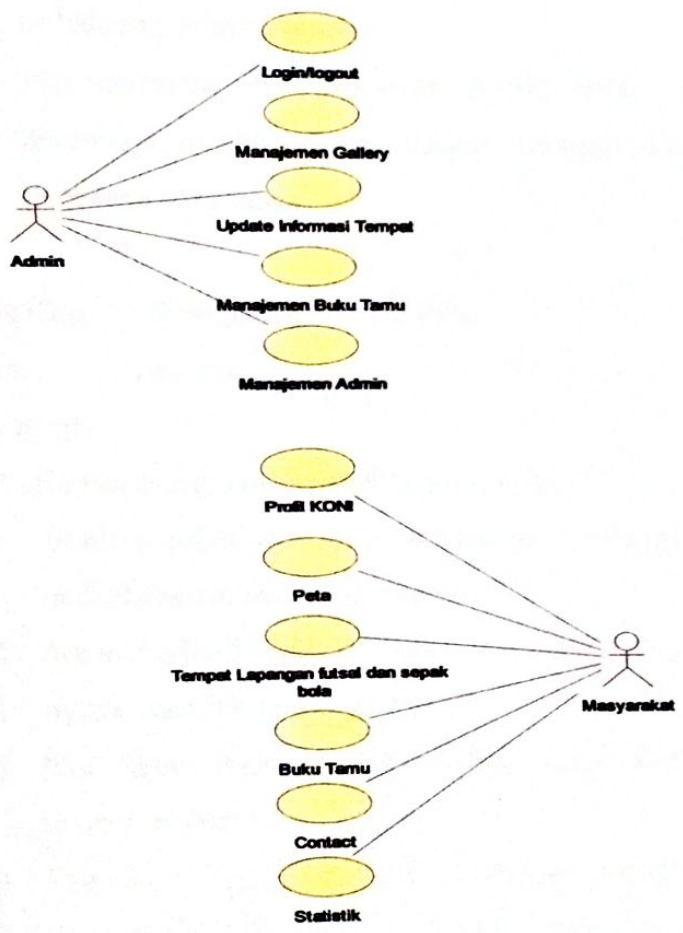 Login/logout
Manajemen Gallery
Update Informasi Tempat
Admin
Manajemen Buku Tamu
Manajemen Admin
Profil KONI
Peta
Tempat Lapangan futsal dan sepak
bola
Masyarakat
Buku Tamu
Contact
Statistik